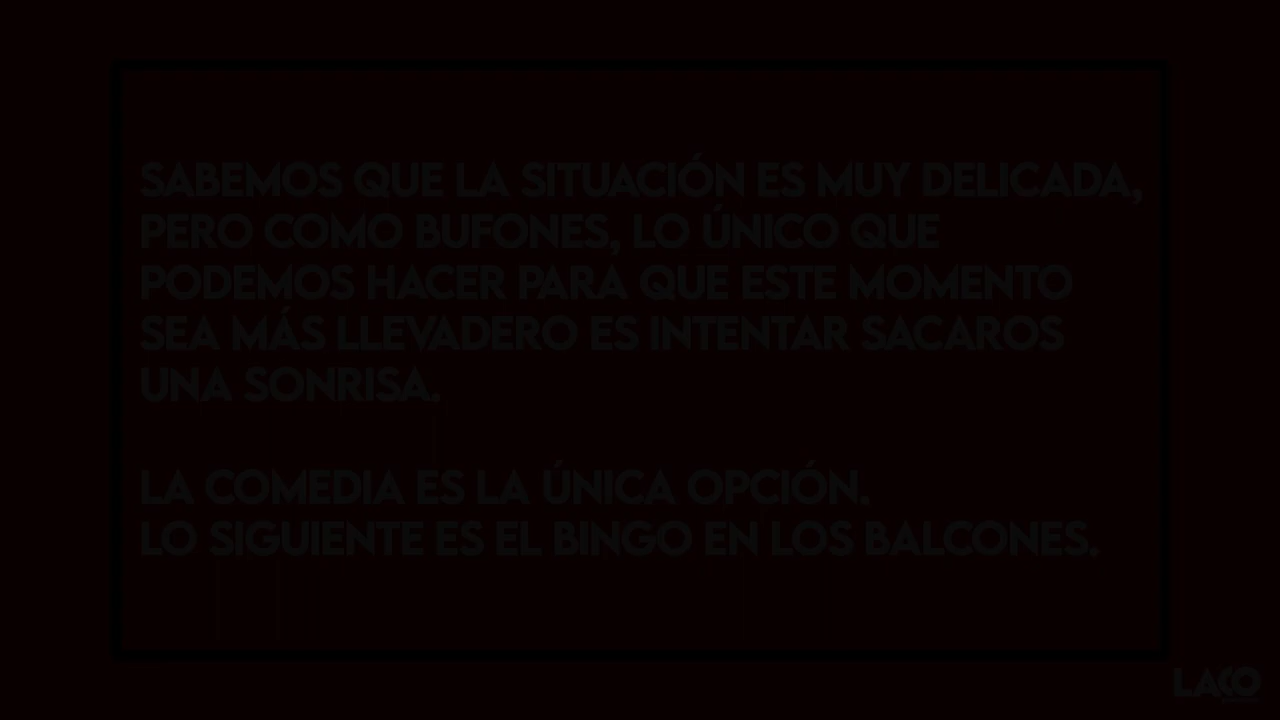 SABEMOS QUE LA SITUACIÓN ES MUY DELICADA,
PERO COMO BUFONES, LO ÚNICO QUE
PODEMOS HACER PARA QUE ESTE MOMENTO
SEA MÁS LLEVADERO ES INTENTAR SACAROS
UNA SONRISA.
LA COMEDIA ES LA ÚNICA OPCIÓN.
LO SIGUIENTE ES EL BINGO EN LOS BALCONES.
LACO